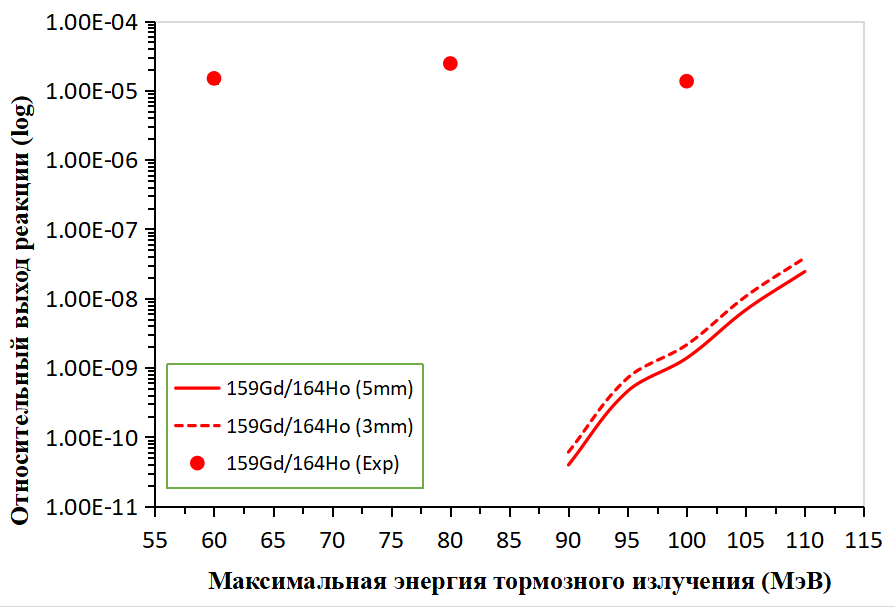 Относительный выход реакции (log)
1.00E-04
1.00E-05
1.00E-06
1.00E-07
1.00E-08
1.00E-09
1.00E-10
1.00E-11
159Gd/164Ho (5mm)
159Gd/164Ho (3mm)
159Gd/164Ho (Exp)
55 60 65 70 75 80 85 90 95 100 105 110 115
Максимальная энергия тормозного излучения (МэВ)